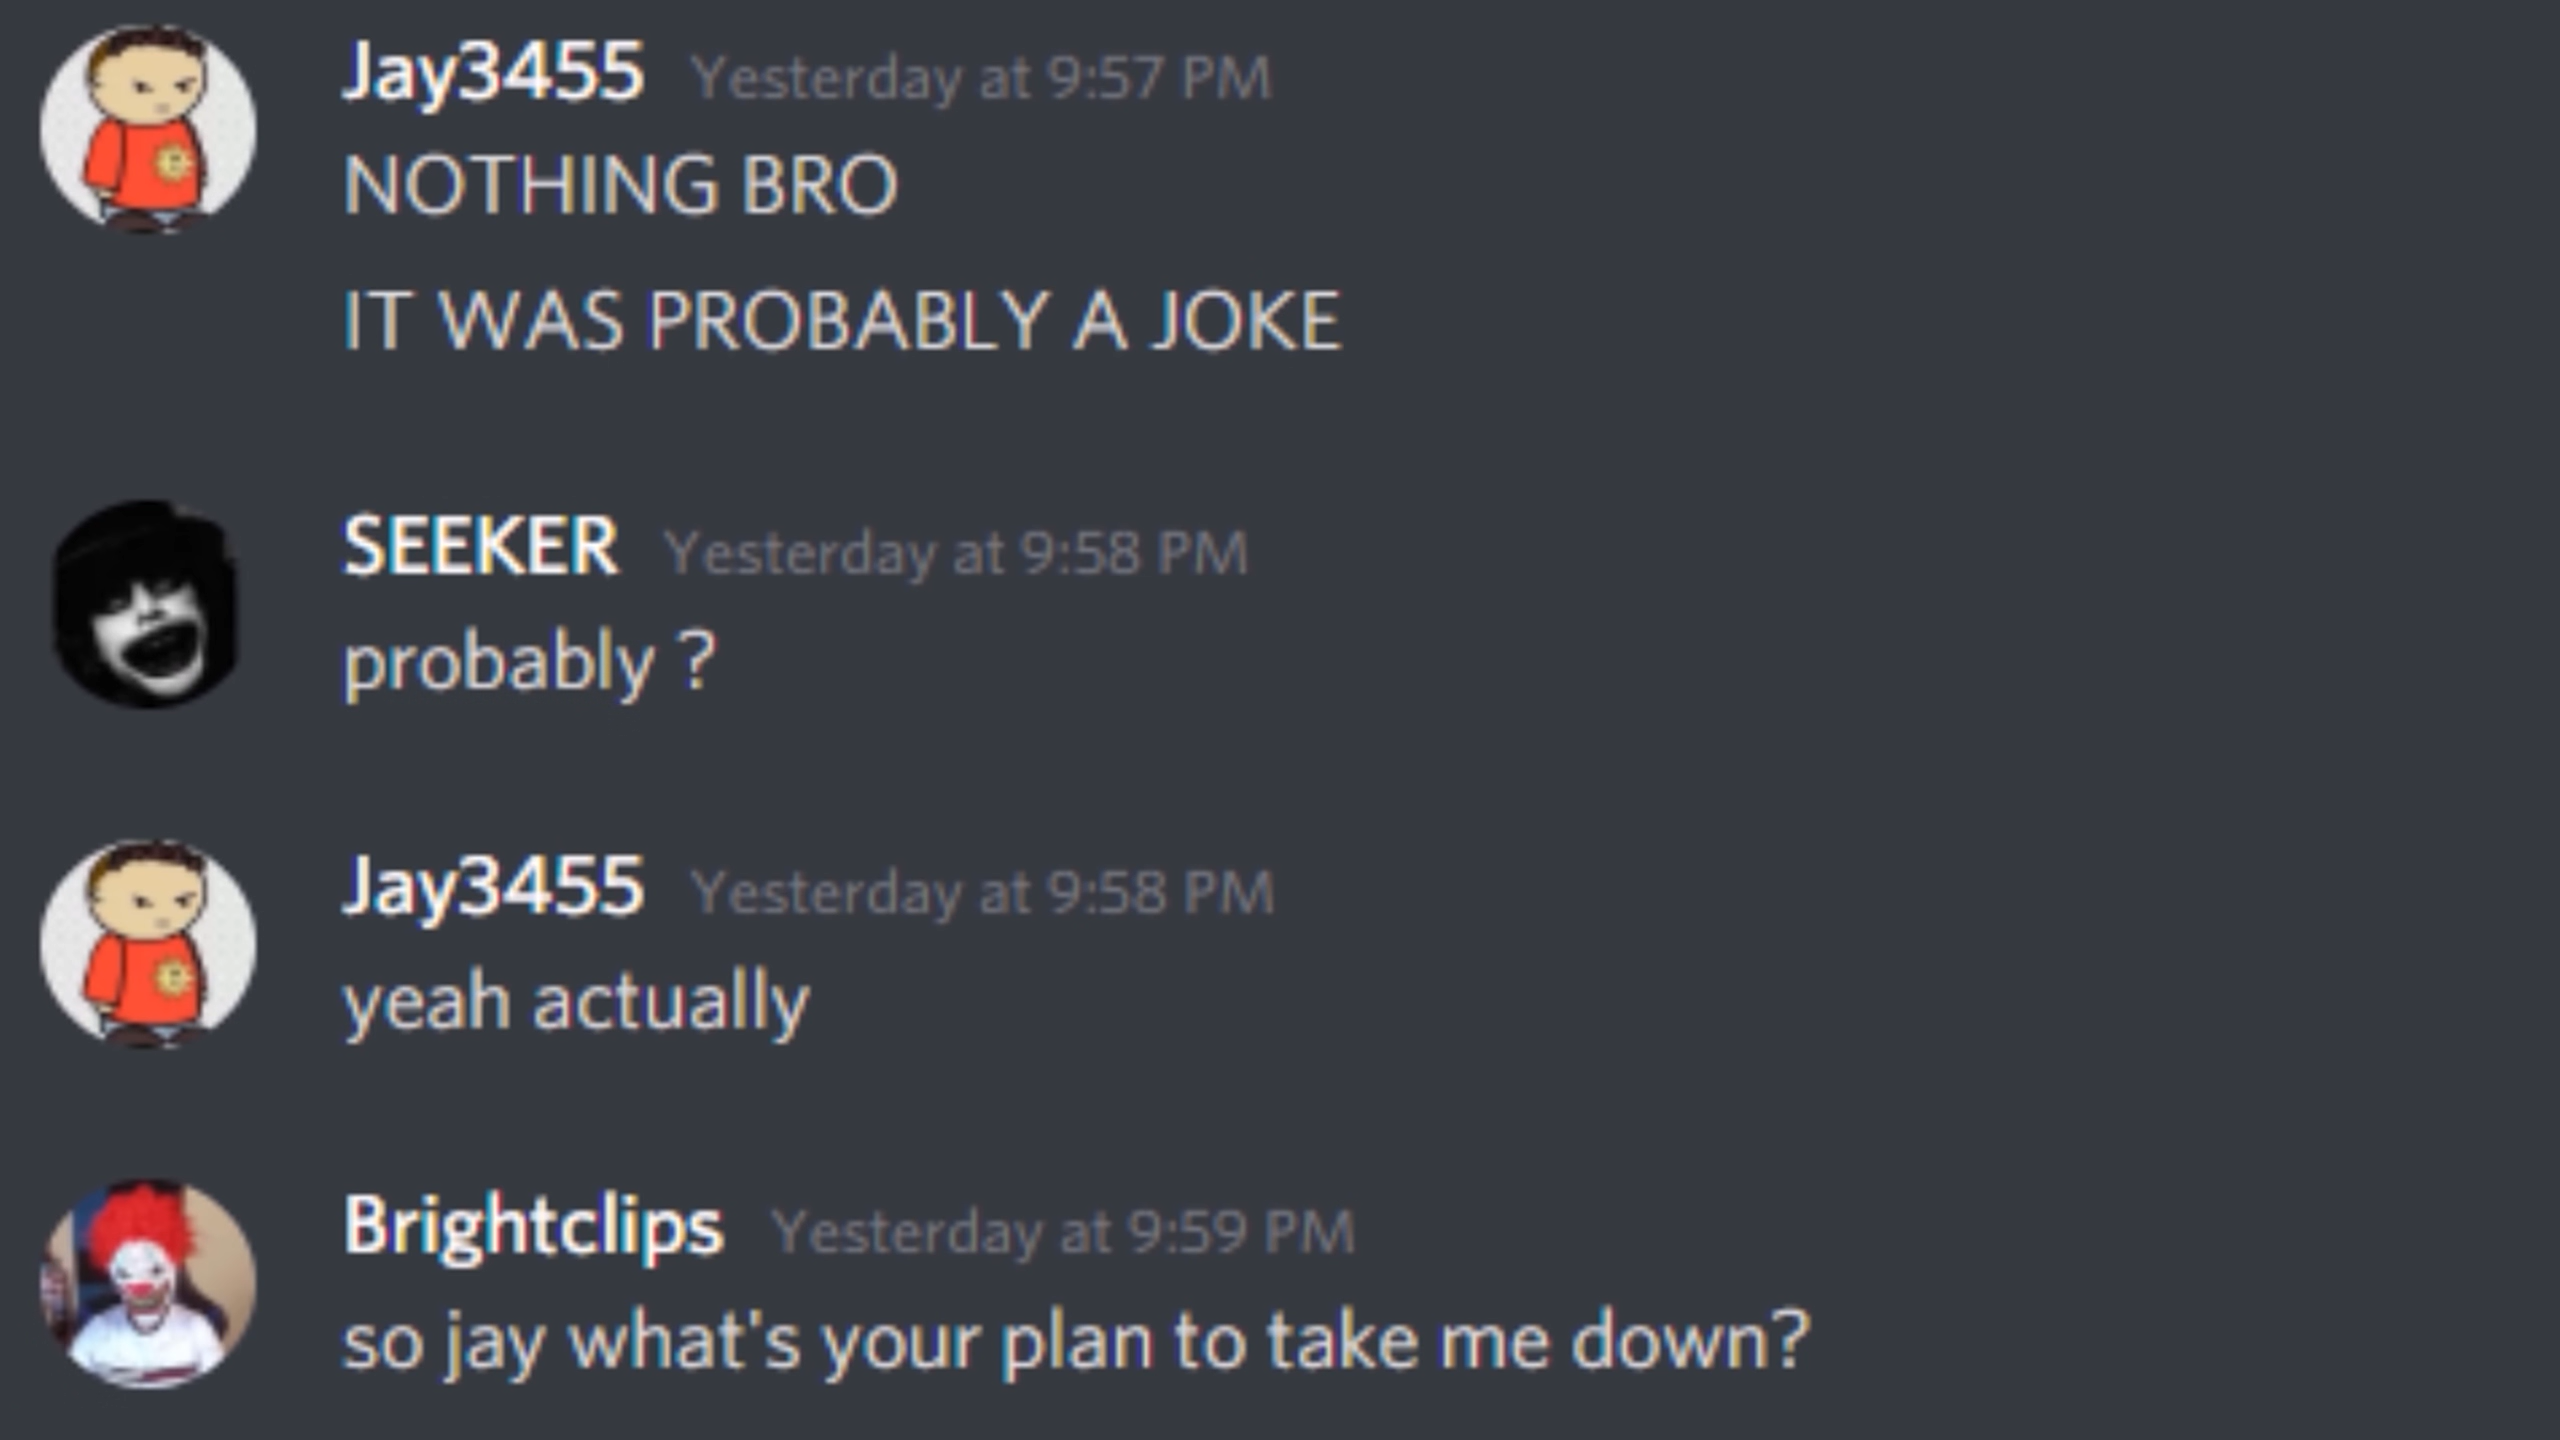 Jay3455 Yesterday at 9:57 PM
NOTHING BRO
IT WAS PROBABLY A JOKE
SEEKER Yesterday at 9:58 PM
probably ?
Jay3455 Yesterday at 9:58 PM
yeah actually
Brightclips Yesterday at 9:59 PM
so jay what's your plan to take me down?